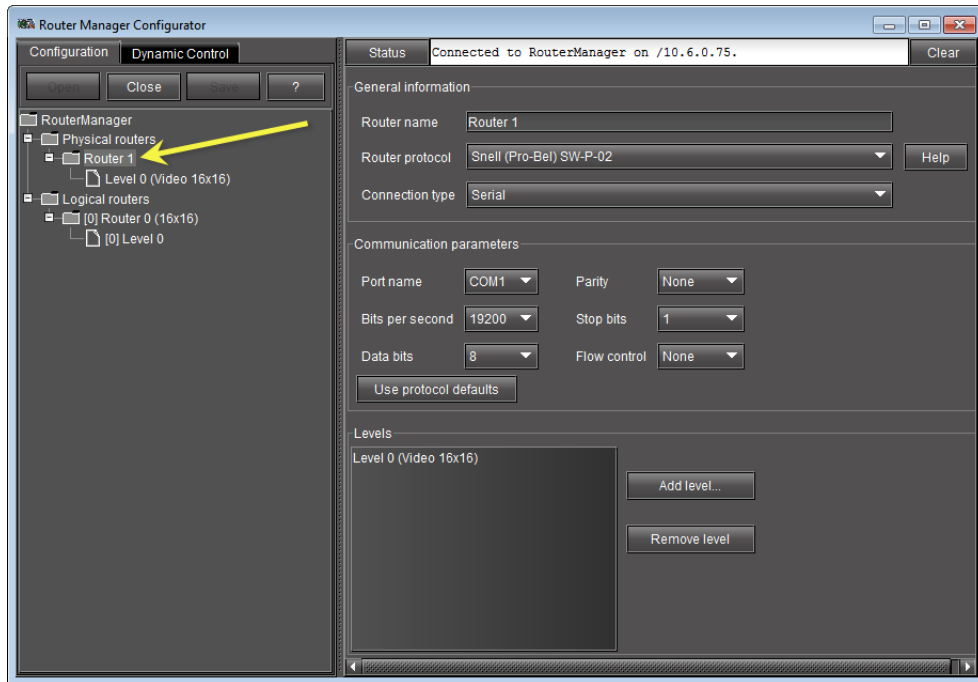 Router Manager Configurator
Configuration
Dynamic Control
Open
Close
Save
?
RouterManager
Physical routers
Router 1
Level 0 (Video 16x16)
Logical routers
[0] Router 0 (16x16)
[0] Level 0
Status
Connected to RouterManager on /10.6.0.75.
Clear
General information
Router name
Router 1
Router protocol
Snell (Pro-Bel) SW-P-02
Help
Connection type
Serial
Communication parameters
Port name
COM1
Parity
None
Bits per second
19200
Stop bits
1
Data bits
8
Flow control
None
Use protocol defaults
Levels
Level 0 (Video 16x16)
Add level...
Remove level